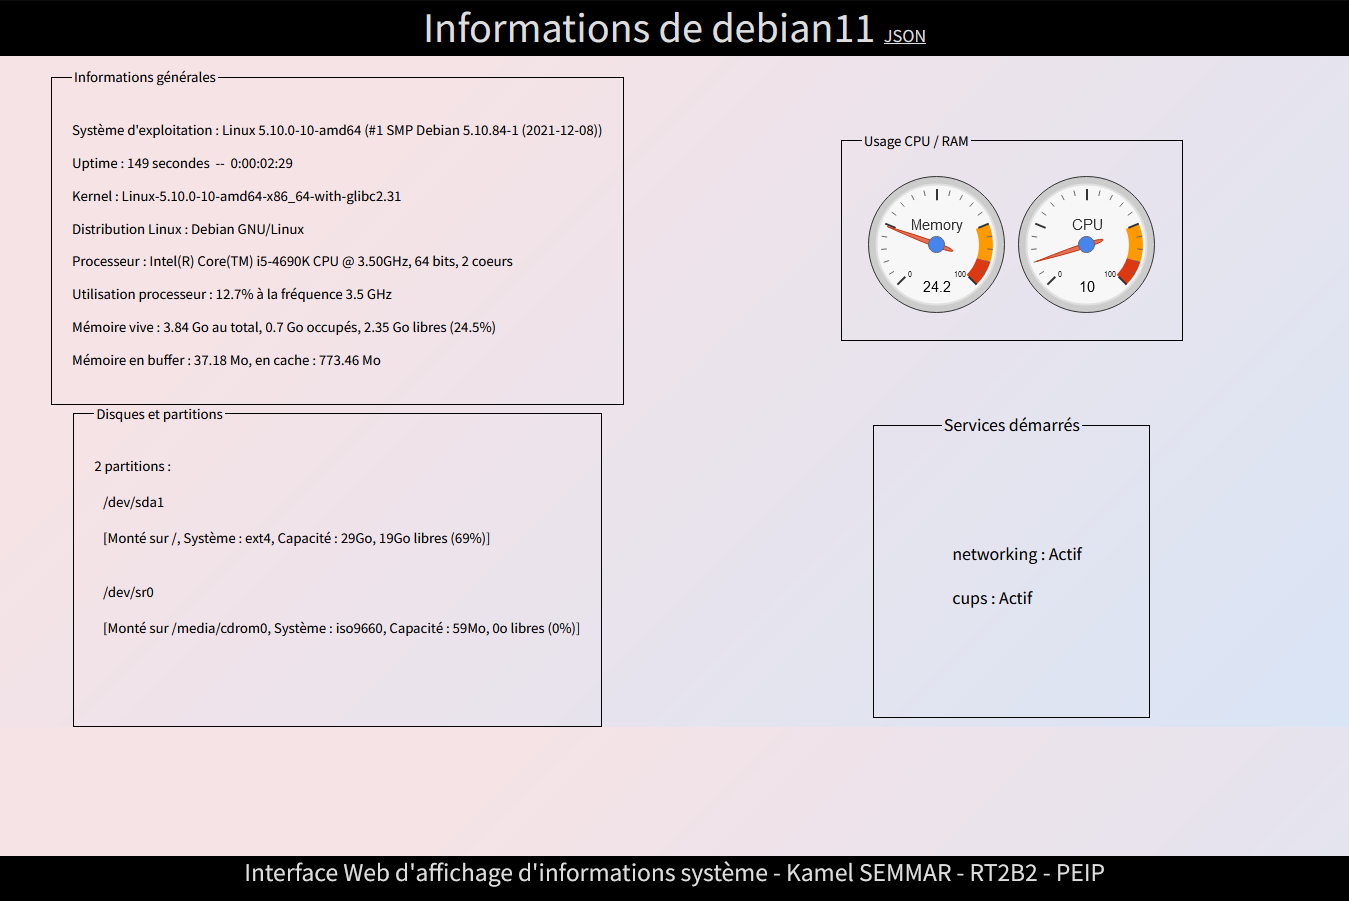 Informations de debian11 JSON
Informations générales
Système d'exploitation : Linux 5.10.0-10-amd64 (#1 SMP Debian 5.10.84-1 (2021-12-08))
Uptime : 149 secondes -- 0:00:02:29
Kernel : Linux-5.10.0-10-amd64-x86_64-with-glibc2.31
Distribution Linux : Debian GNU/Linux
Processeur : Intel(R) Core(TM) i5-4690K CPU @ 3.50GHz, 64 bits, 2 coeurs
Utilisation processeur : 12.7% à la fréquence 3.5 GHz
Mémoire vive : 3.84 Go au total, 0.7 Go occupés, 2.35 Go libres (24.5%)
Mémoire en buffer : 37.18 Mo, en cache : 773.46 Mo
Usage CPU / RAM
Memory
0 100
24.2
CPU
0 100
10
Disques et partitions
2 partitions :
/dev/sda1
[Monté sur /, Système : ext4, Capacité : 29Go, 19Go libres (69%)]
/dev/sr0
[Monté sur /media/cdrom0, Système : iso9660, Capacité : 59Mo, 0o libres (0%)]
Services démarrés
networking : Actif
cups : Actif
Interface Web d'affichage d'informations système - Kamel SEMMAR - RT2B2 - PEIP